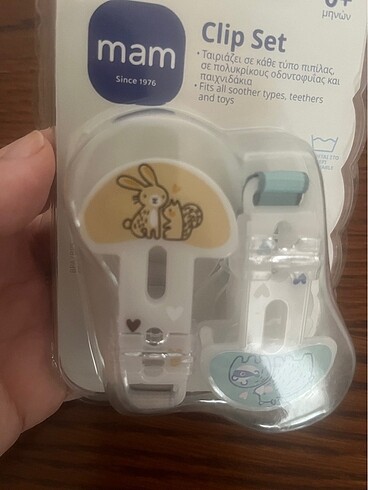 0+
μηνών
mam
Since 1976
Clip Set
• Ταιριάζει σε κάθε τύπο πιπίλας,
σε πολυκρίκους οδοντοφυΐας και
παιχνιδάκια
• Fits all soother types, teethers
and toys